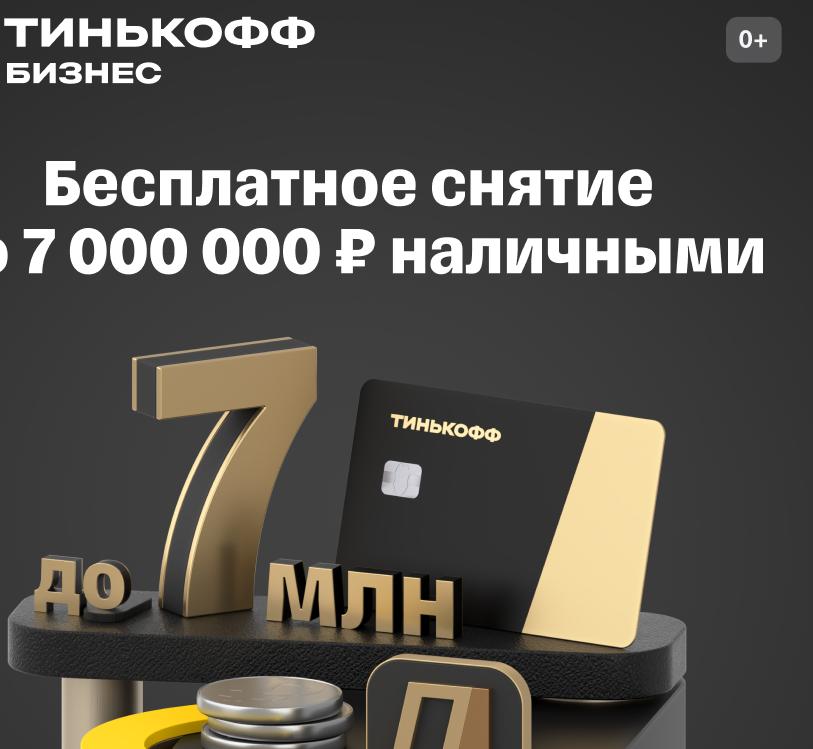 ТИНЬКОФФ
БИЗНЕС
0+
Бесплатное снятие
о 7 000 000 ₽ наличными
ТИНЬКОФФ
до 7 млн